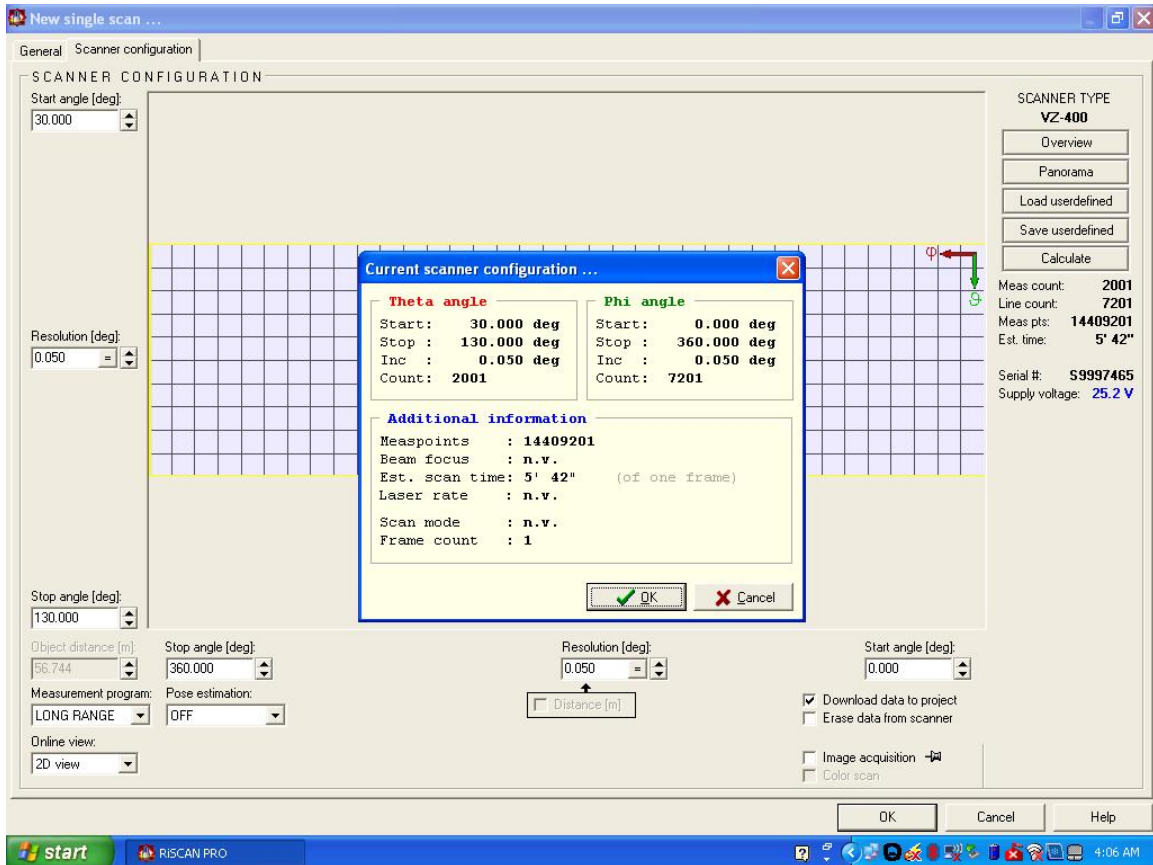 New single scan ...
General Scanner configuration
SCANNER CONFIGURATION
Start angle [deg]:
30.000
Resolution [deg]:
0.050 =
Stop angle [deg]:
130.000
φ
ϑ
SCANNER TYPE
VZ-400
Overview
Panorama
Load userdefined
Save userdefined
Calculate
Meas count: 2001
Line count: 7201
Meas pts: 14409201
Est. time: 5' 42"
Serial #: S9997465
Supply voltage: 25.2 V
Current scanner configuration ...
Theta angle
Start: 30.000 deg
Stop : 130.000 deg
Inc : 0.050 deg
Count: 2001
Phi angle
Start: 0.000 deg
Stop : 360.000 deg
Inc : 0.050 deg
Count: 7201
Additional information
Measpoints : 14409201
Beam focus : n.v.
Est. scan time: 5' 42" (of one frame)
Laser rate : n.v.
Scan mode : n.v.
Frame count : 1
OK Cancel
Object distance [m]:
56.744
Stop angle [deg]:
360.000
Resolution [deg]:
0.050 =
Distance [m]
Start angle [deg]:
0.000
Measurement program:
LONG RANGE
Pose estimation:
OFF
Online view:
2D view
Download data to project
Erase data from scanner
Image acquisition
Color scan
OK Cancel Help
start RiSCAN PRO 4:06 AM